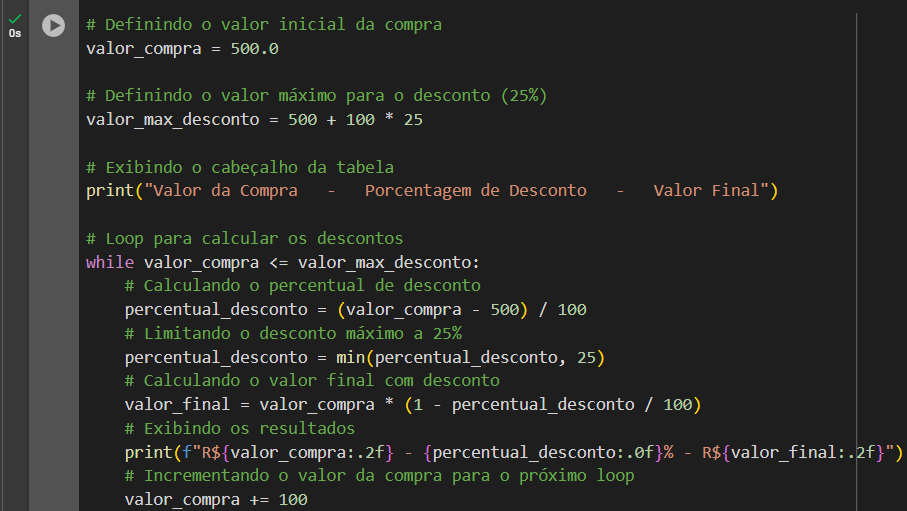 0s
# Definindo o valor inicial da compra
valor_compra = 500.0
# Definindo o valor máximo para o desconto (25%)
valor_max_desconto = 500 + 100 * 25
# Exibindo o cabeçalho da tabela
print("Valor da Compra   -   Porcentagem de Desconto   -   Valor Final")
# Loop para calcular os descontos
while valor_compra <= valor_max_desconto:
    # Calculando o percentual de desconto
    percentual_desconto = (valor_compra - 500) / 100
    # Limitando o desconto máximo a 25%
    percentual_desconto = min(percentual_desconto, 25)
    # Calculando o valor final com desconto
    valor_final = valor_compra * (1 - percentual_desconto / 100)
    # Exibindo os resultados
    print(f"R${valor_compra:.2f} - {percentual_desconto:.0f}% - R${valor_final:.2f}")
    # Incrementando o valor da compra para o próximo loop
    valor_compra += 100